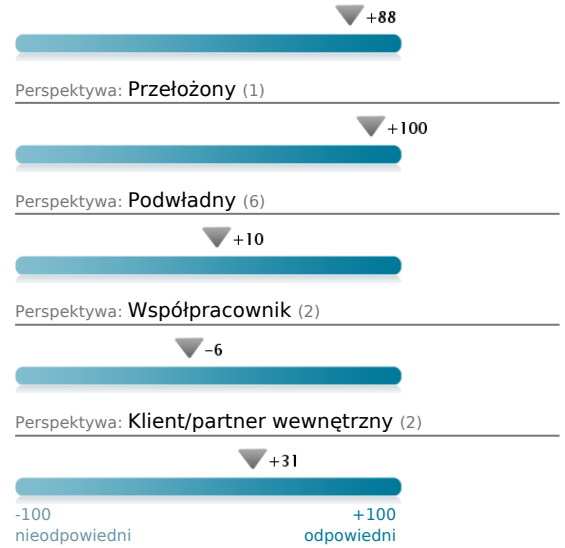 +88
Perspektywa: Przełożony (1)
+100
Perspektywa: Podwładny (6)
+10
Perspektywa: Współpracownik (2)
–6
Perspektywa: Klient/partner wewnętrzny (2)
+31
-100 +100
nieodpowiedni odpowiedni